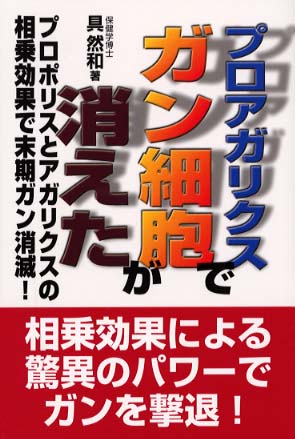 プロアガリクスで
ガン細胞が
消えた
保健学博士
具 然和 著
プロポリスとアガリクスの
相乗効果で末期ガン消滅！
相乗効果による
驚異のパワーで
ガンを撃退！